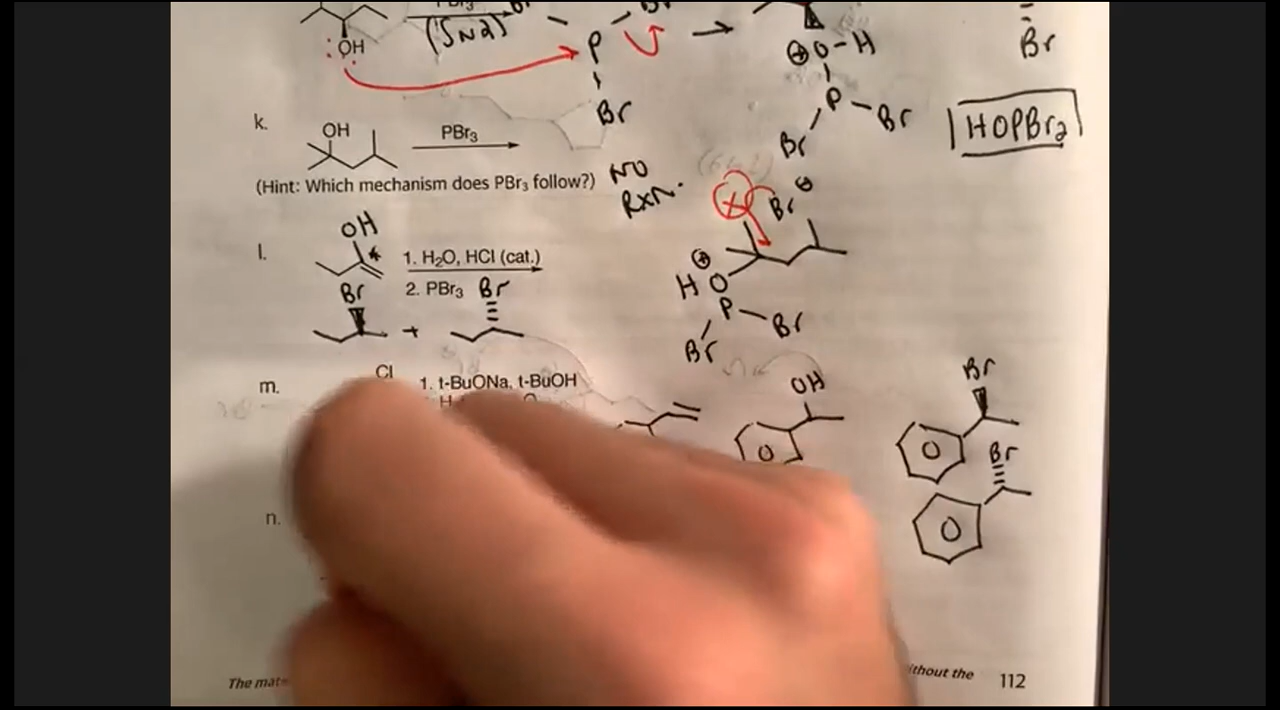 :OH
(SN2)
P
Br
⊕O-H
P
Br
Br
Br
HOPBr₂
k.
OH
PBr₃
(Hint: Which mechanism does PBr₃ follow?)
NO
RXN.
Br⊖
⊕
H O
P
Br
Br
l.
OH
*
1. H₂O, HCl (cat.)
2. PBr₃
Br
+
Br
m.
Cl
1. t-BuONa, t-BuOH
H
OH
Br
Br
n.
The mat
ithout the
112